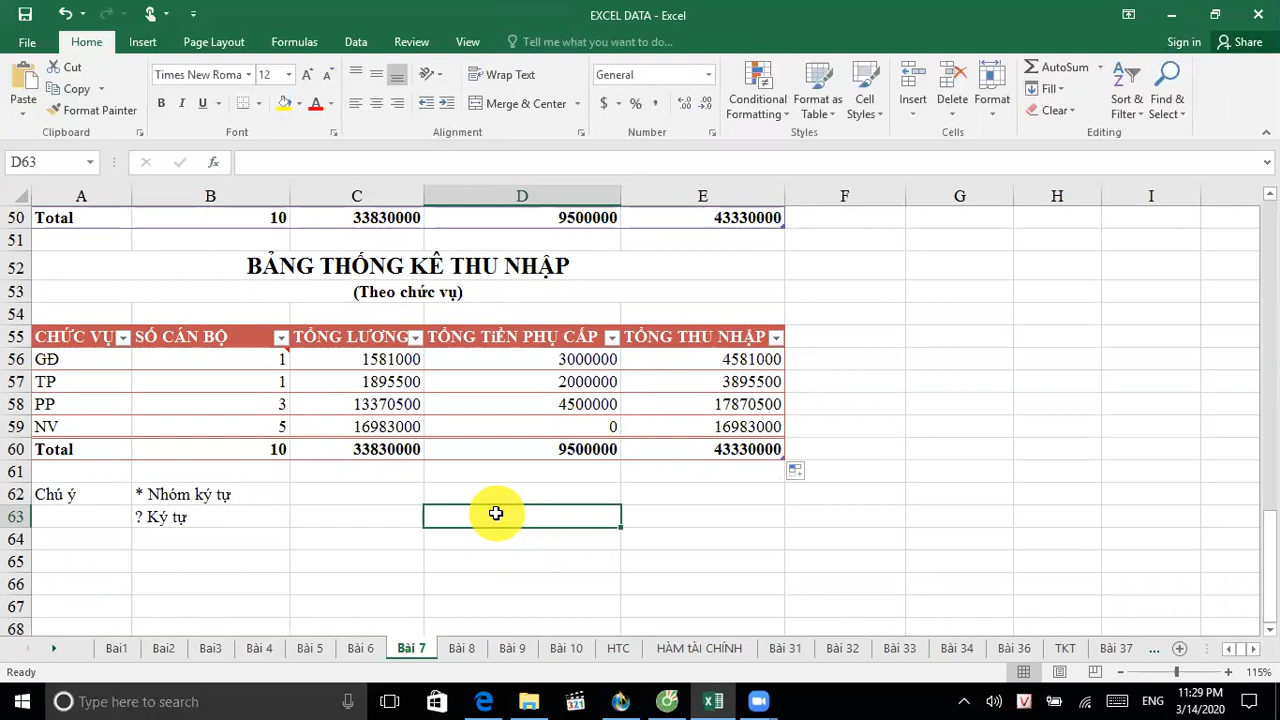 EXCEL DATA - Excel
File Home Insert Page Layout Formulas Data Review View Tell me what you want to do... Sign in Share
Paste Cut Copy Format Painter Clipboard
Times New Roma 12 B I U A Font
Wrap Text Merge & Center Alignment
General $ % , Number
Conditional Formatting Format as Table Cell Styles Styles
Insert Delete Format Cells
AutoSum Fill Clear Sort & Filter Find & Select Editing
D63 fx
A B C D E F G H I
50 Total 10 33830000 9500000 43330000
51
52 BẢNG THỐNG KÊ THU NHẬP
53 (Theo chức vụ)
54
55 CHỨC VỤ SỐ CÁN BỘ TỔNG LƯƠNG TỔNG TiỀN PHỤ CẤP TỔNG THU NHẬP
56 GĐ 1 1581000 3000000 4581000
57 TP 1 1895500 2000000 3895500
58 PP 3 13370500 4500000 17870500
59 NV 5 16983000 0 16983000
60 Total 10 33830000 9500000 43330000
61
62 Chú ý * Nhóm ký tự
63 ? Ký tự
64
65
66
67
68
Bai1 Bai2 Bai3 Bài 4 Bài 5 Bài 6 Bài 7 Bài 8 Bài 9 Bài 10 HTC HÀM tÀI CHÍNH Bài 31 Bài 32 Bài 33 Bài 34 Bài 36 TKT Bài 37 ...
Ready 115%
Type here to search 321 V ENG 11:29 PM
3/14/2020